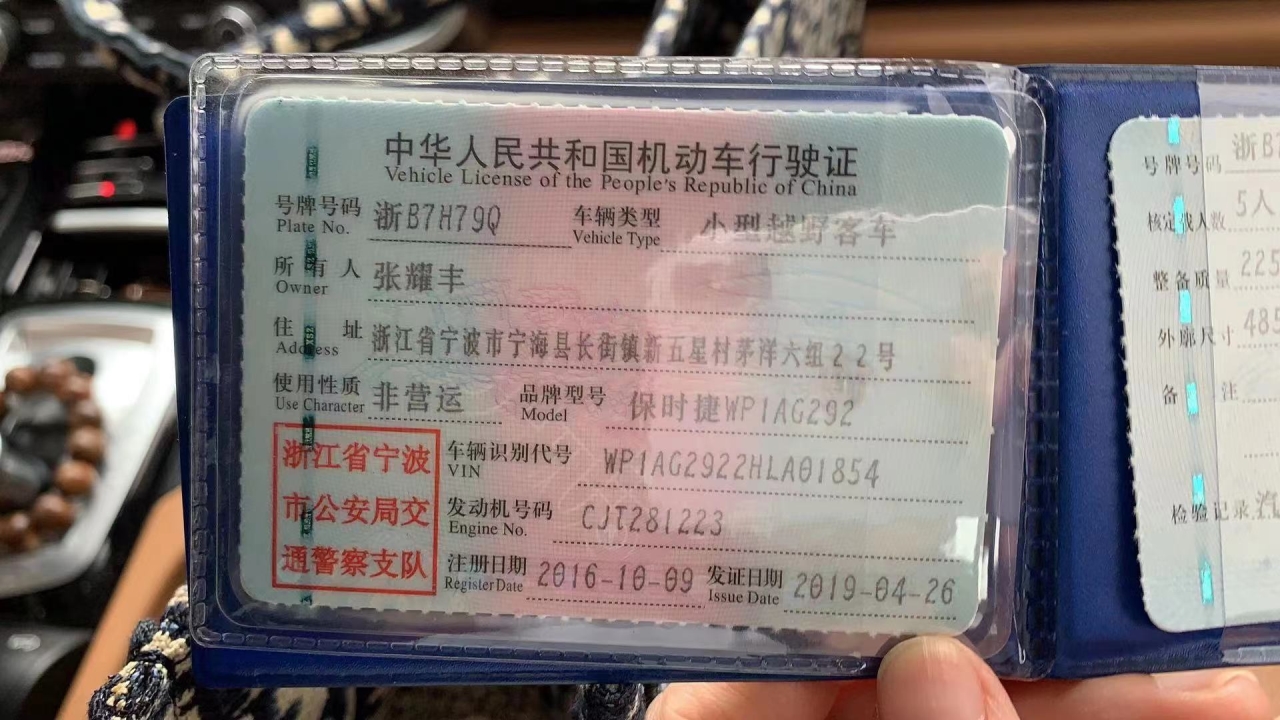 中华人民共和国机动车行驶证
Vehicle License of the People's Republic of China
号牌号码 浙B7H79Q 车辆类型 小型越野客车
Plate No. Vehicle Type
所有人 张耀丰
Owner
住址 浙江省宁波市宁海县长街镇新五星村茅洋六组22号
Address
使用性质 非营运 品牌型号 保时捷WP1AG292
Use Character Model
浙江省宁波
市公安局交
通警察支队
车辆识别代号 WP1AG2922HLA01854
VIN
发动机号码 CJT281223
Engine No.
注册日期 2016-10-09 发证日期 2019-04-26
Register Date Issue Date
号牌号码 浙B
核定载人数 5人
整备质量 225
外廓尺寸 485
备注
检验记录